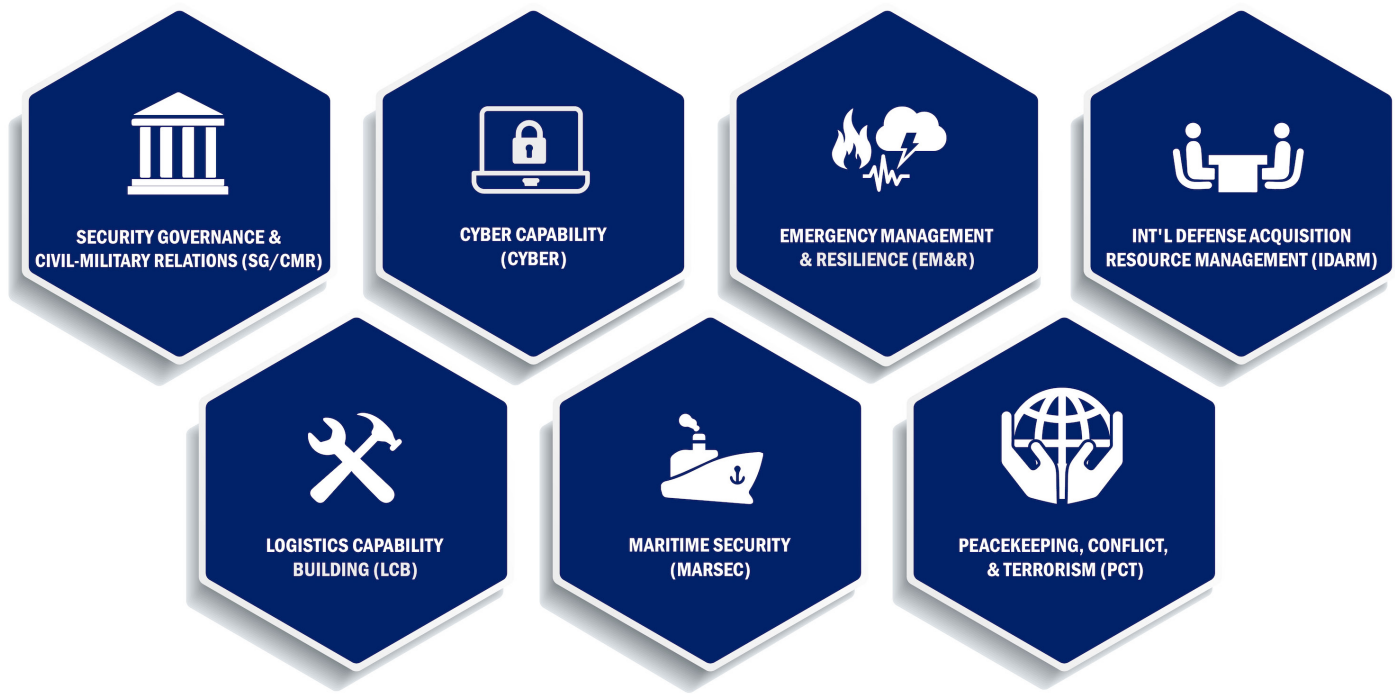 SECURITY GOVERNANCE &
CIVIL-MILITARY RELATIONS (SG/CMR)
CYBER CAPABILITY
(CYBER)
EMERGENCY MANAGEMENT
& RESILIENCE (EM&R)
INT'L DEFENSE ACQUISITION
RESOURCE MANAGEMENT (IDARM)
LOGISTICS CAPABILITY
BUILDING (LCB)
MARITIME SECURITY
(MARSEC)
PEACEKEEPING, CONFLICT,
& TERRORISM (PCT)